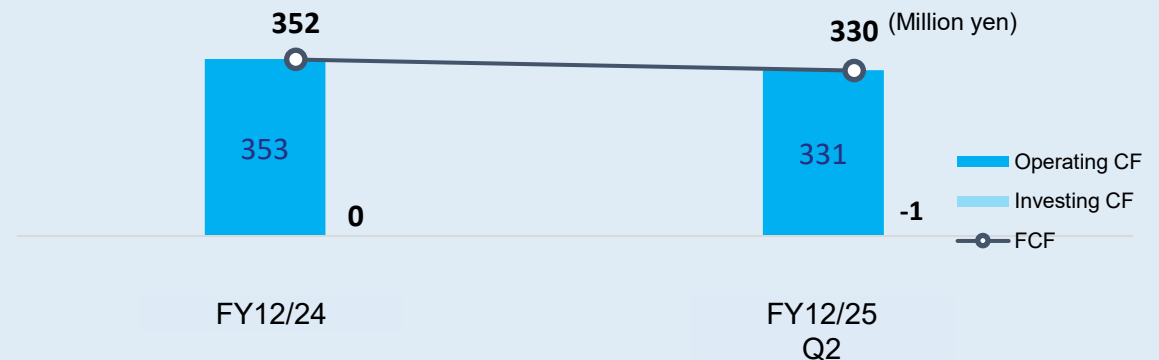 352
330 (Million yen)
353
331
0
-1
Operating CF
Investing CF
FCF
FY12/24
FY12/25
Q2